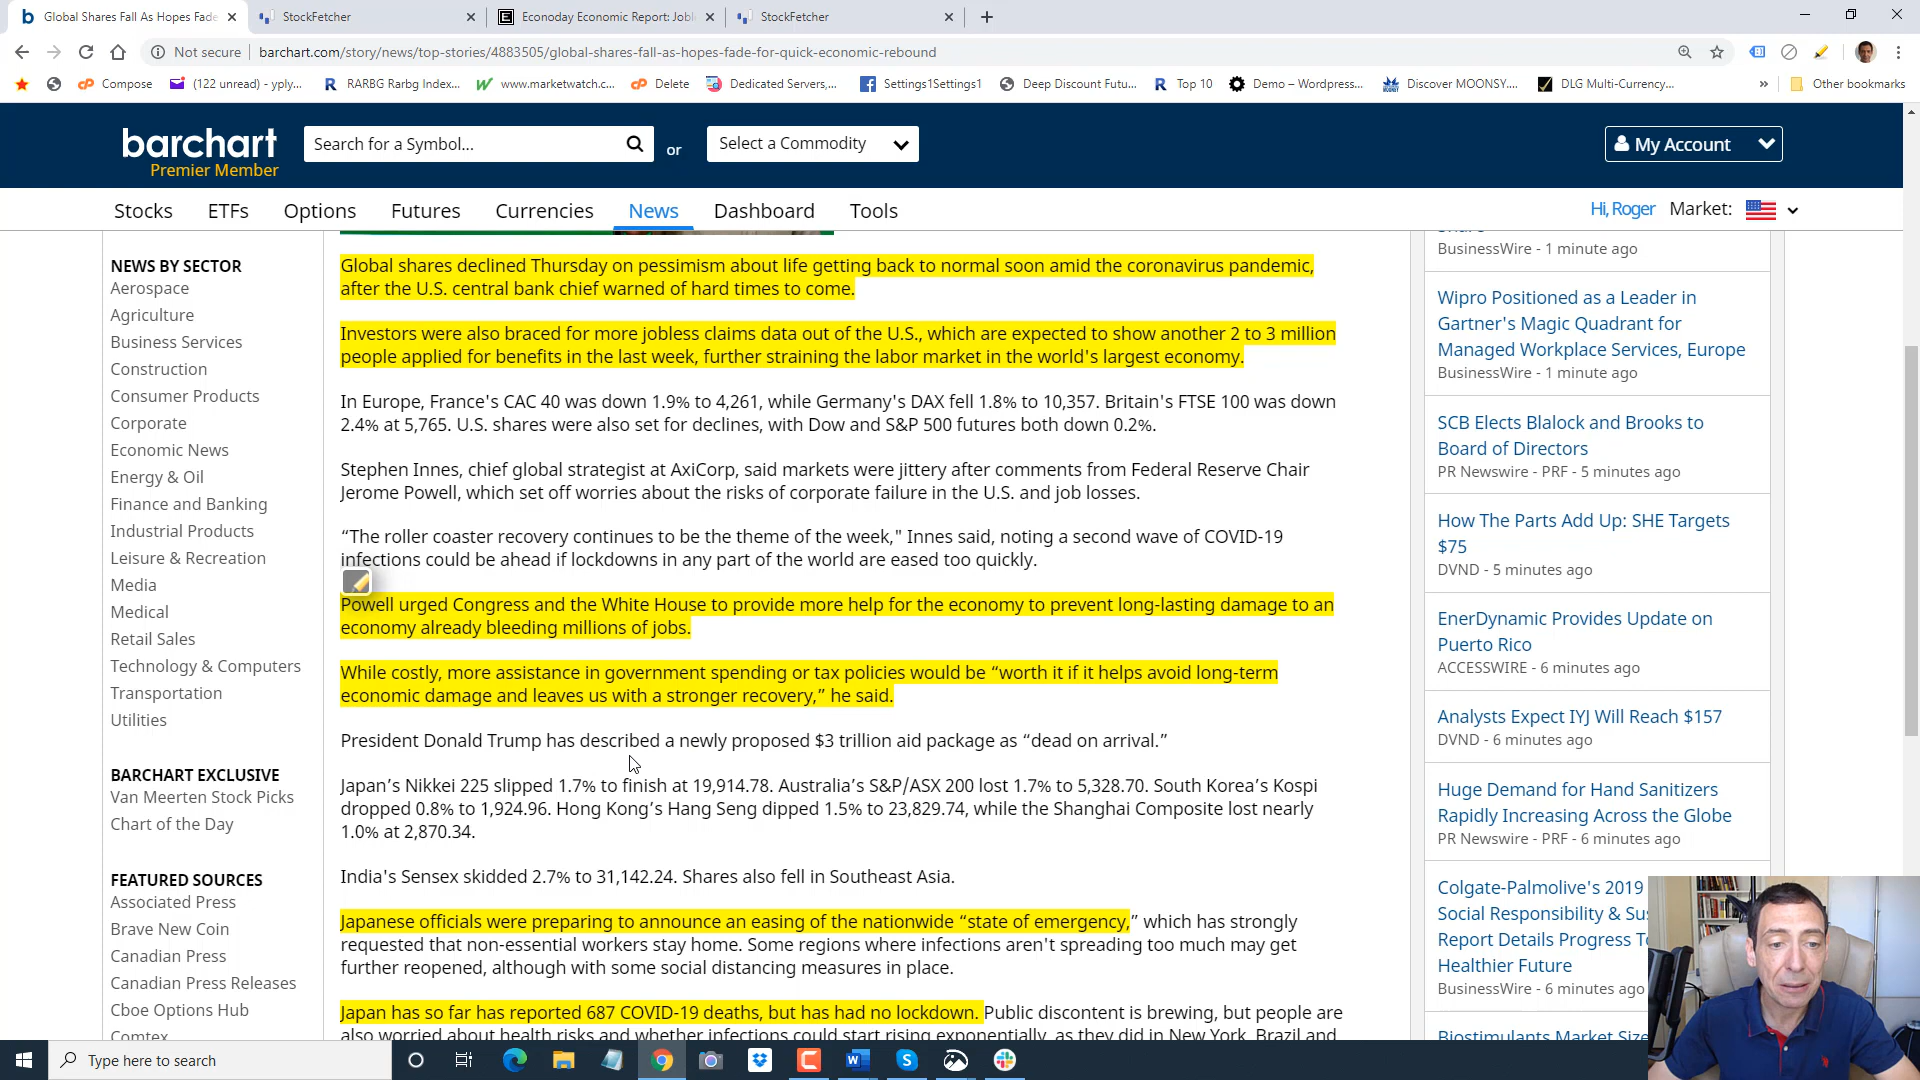 Global Shares Fall As Hopes Fade
StockFetcher
Econoday Economic Report: Jobl
StockFetcher
Not secure
barchart.com/story/news/top-stories/4883505/global-shares-fall-as-hopes-fade-for-quick-economic-rebound
Compose
(122 unread) - yply...
RARBG Rarbg Index...
www.marketwatch.c...
Delete
Dedicated Servers,...
Settings1Settings1
Deep Discount Futu...
Top 10
Demo – Wordpress...
Discover MOONSY....
DLG Multi-Currency...
Other bookmarks
barchart
Premier Member
Search for a Symbol...
or
Select a Commodity
My Account
Stocks
ETFs
Options
Futures
Currencies
News
Dashboard
Tools
Hi, Roger
Market:
NEWS BY SECTOR
Aerospace
Agriculture
Business Services
Construction
Consumer Products
Corporate
Economic News
Energy & Oil
Finance and Banking
Industrial Products
Leisure & Recreation
Media
Medical
Retail Sales
Technology & Computers
Transportation
Utilities
BARCHART EXCLUSIVE
Van Meerten Stock Picks
Chart of the Day
FEATURED SOURCES
Associated Press
Brave New Coin
Canadian Press
Canadian Press Releases
Cboe Options Hub
Comtex
Global shares declined Thursday on pessimism about life getting back to normal soon amid the coronavirus pandemic,
after the U.S. central bank chief warned of hard times to come.
Investors were also braced for more jobless claims data out of the U.S., which are expected to show another 2 to 3 million
people applied for benefits in the last week, further straining the labor market in the world's largest economy.
In Europe, France's CAC 40 was down 1.9% to 4,261, while Germany's DAX fell 1.8% to 10,357. Britain's FTSE 100 was down
2.4% at 5,765. U.S. shares were also set for declines, with Dow and S&P 500 futures both down 0.2%.
Stephen Innes, chief global strategist at AxiCorp, said markets were jittery after comments from Federal Reserve Chair
Jerome Powell, which set off worries about the risks of corporate failure in the U.S. and job losses.
“The roller coaster recovery continues to be the theme of the week," Innes said, noting a second wave of COVID-19
infections could be ahead if lockdowns in any part of the world are eased too quickly.
Powell urged Congress and the White House to provide more help for the economy to prevent long-lasting damage to an
economy already bleeding millions of jobs.
While costly, more assistance in government spending or tax policies would be “worth it if it helps avoid long-term
economic damage and leaves us with a stronger recovery,” he said.
President Donald Trump has described a newly proposed $3 trillion aid package as “dead on arrival.”
Japan’s Nikkei 225 slipped 1.7% to finish at 19,914.78. Australia’s S&P/ASX 200 lost 1.7% to 5,328.70. South Korea’s Kospi
dropped 0.8% to 1,924.96. Hong Kong’s Hang Seng dipped 1.5% to 23,829.74, while the Shanghai Composite lost nearly
1.0% at 2,870.34.
India's Sensex skidded 2.7% to 31,142.24. Shares also fell in Southeast Asia.
Japanese officials were preparing to announce an easing of the nationwide “state of emergency,” which has strongly
requested that non-essential workers stay home. Some regions where infections aren't spreading too much may get
further reopened, although with some social distancing measures in place.
Japan has so far has reported 687 COVID-19 deaths, but has had no lockdown. Public discontent is brewing, but people are
also worried about health risks and whether infections could start rising exponentially, as they did in New York, Brazil and
BusinessWire - 1 minute ago
Wipro Positioned as a Leader in
Gartner's Magic Quadrant for
Managed Workplace Services, Europe
BusinessWire - 1 minute ago
SCB Elects Blalock and Brooks to
Board of Directors
PR Newswire - PRF - 5 minutes ago
How The Parts Add Up: SHE Targets
$75
DVND - 5 minutes ago
EnerDynamic Provides Update on
Puerto Rico
ACCESSWIRE - 6 minutes ago
Analysts Expect IYJ Will Reach $157
DVND - 6 minutes ago
Huge Demand for Hand Sanitizers
Rapidly Increasing Across the Globe
PR Newswire - PRF - 6 minutes ago
Colgate-Palmolive's 2019
Social Responsibility & Su
Report Details Progress T
Healthier Future
BusinessWire - 6 minutes ago
Biostimulants Market Size
Type here to search